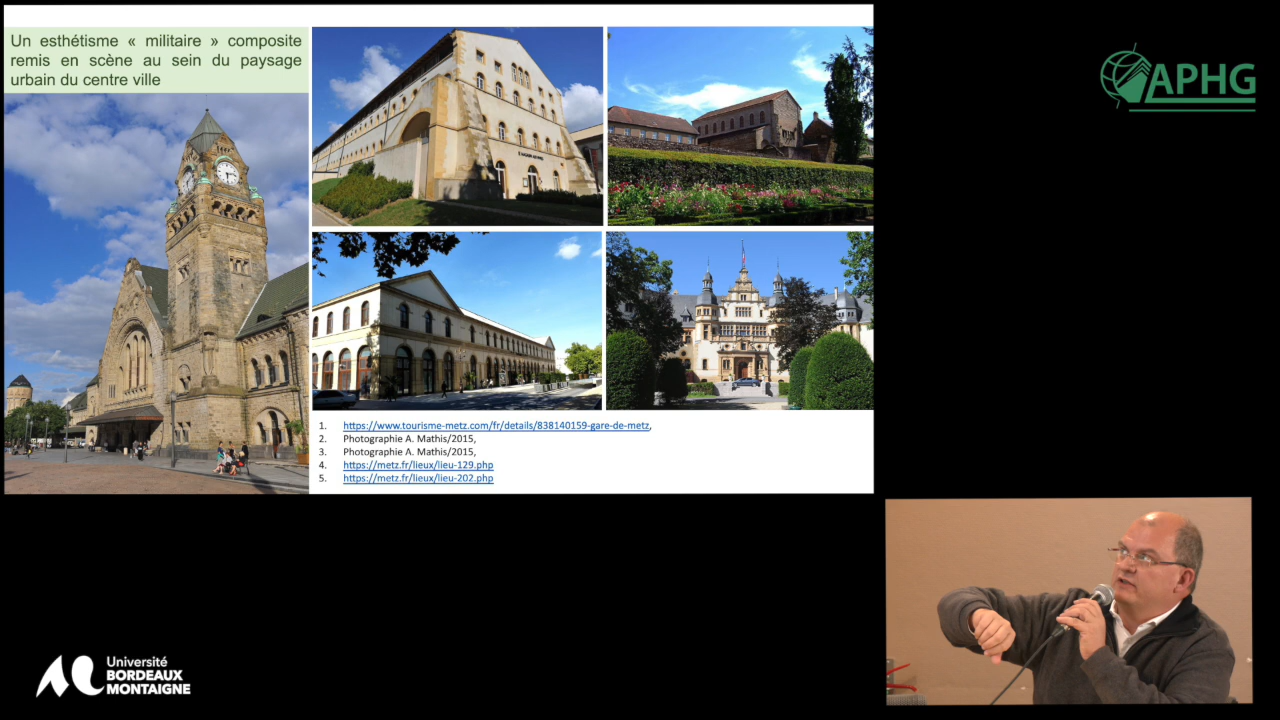 Un esthétisme « militaire » composite
remis en scène au sein du paysage
urbain du centre ville
1. https://www.tourisme-metz.com/fr/details/838140159-gare-de-metz,
2. Photographie A. Mathis/2015,
3. Photographie A. Mathis/2015,
4. https://metz.fr/lieux/lieu-129.php
5. https://metz.fr/lieux/lieu-202.php
APHG
Université
BORDEAUX
MONTAIGNE